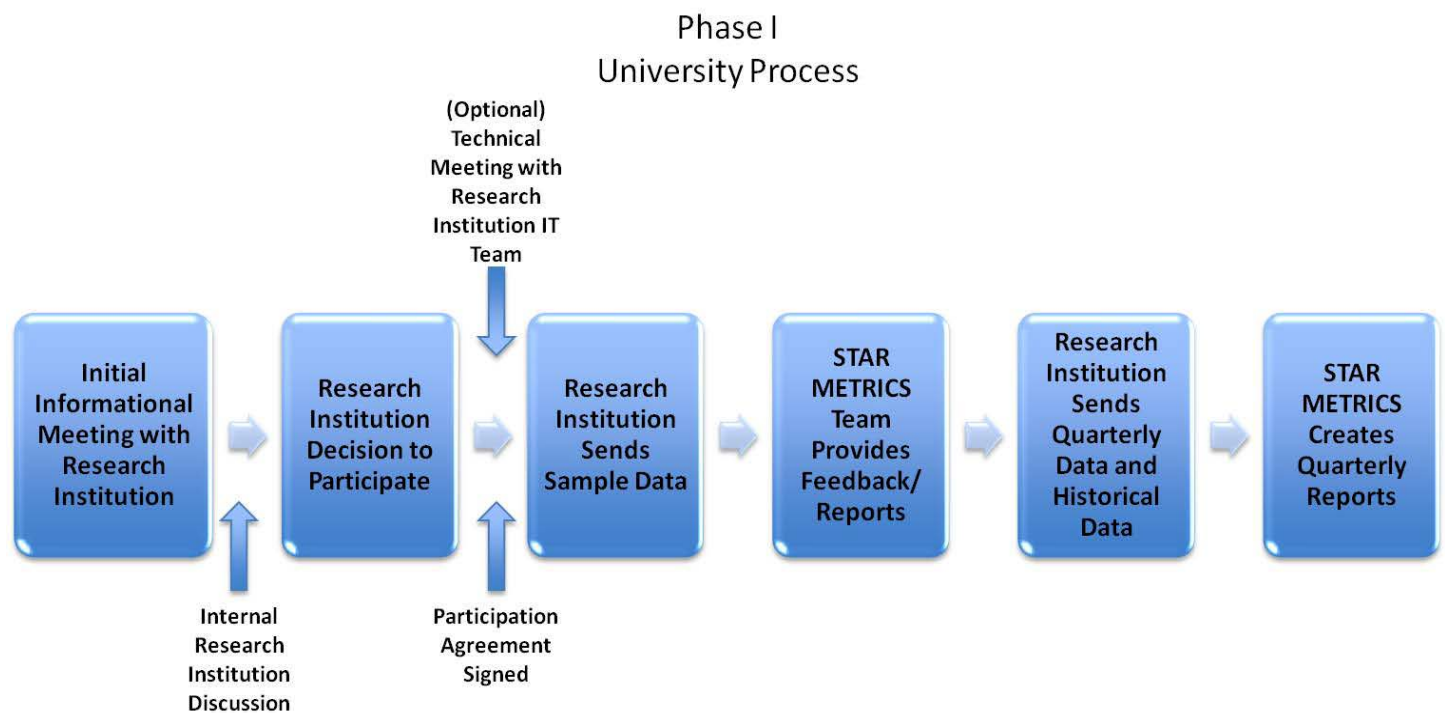 Phase I
University Process
(Optional)
Technical
Meeting with
Research
Institution IT
Team
Initial
Informational
Meeting with
Research
Institution
Research
Institution
Decision to
Participate
Research
Institution
Sends
Sample Data
STAR
METRICS
Team
Provides
Feedback/
Reports
Research
Institution
Sends
Quarterly
Data and
Historical
Data
STAR
METRICS
Creates
Quarterly
Reports
Internal
Research
Institution
Discussion
Participation
Agreement
Signed